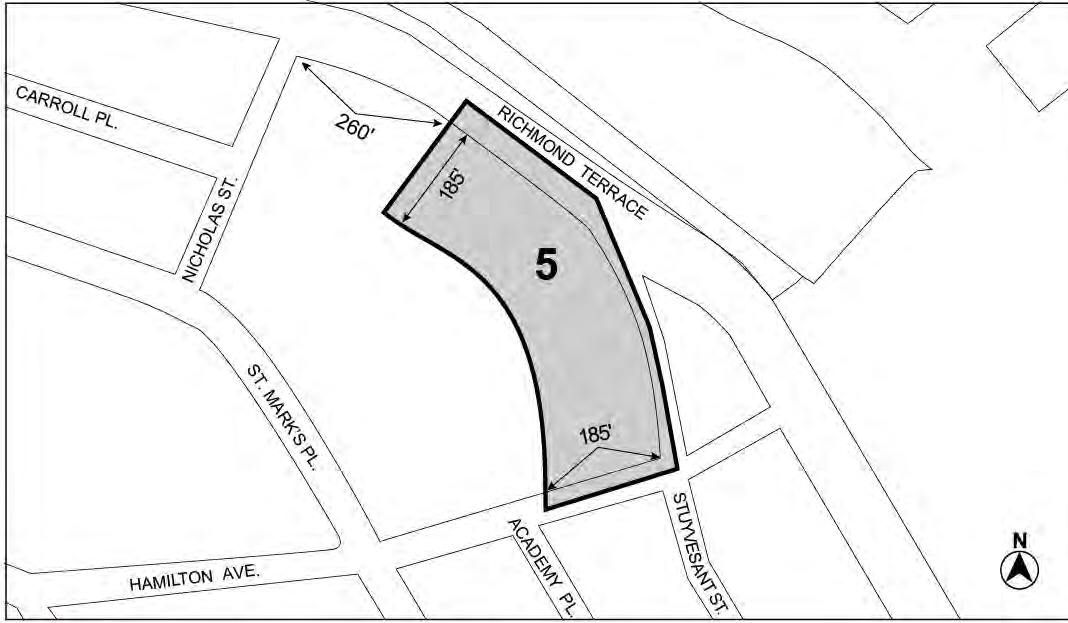 CARROLL PL.
260'
RICHMOND TERRACE
185'
NICHOLAS ST.
5
ST. MARK'S PL.
185'
HAMILTON AVE.
ACADEMY PL.
STUYVESANT ST.
N